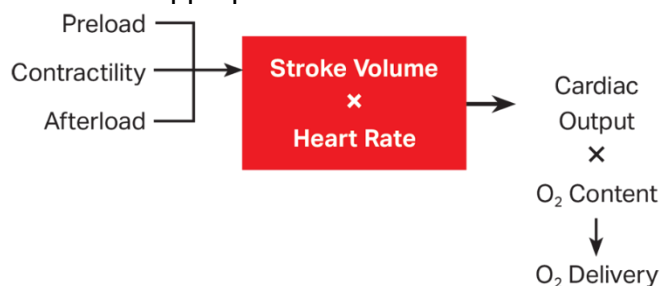 Preload
Contractility
Afterload
Stroke Volume
×
Heart Rate
Cardiac
Output
×
O₂ Content
O₂ Delivery